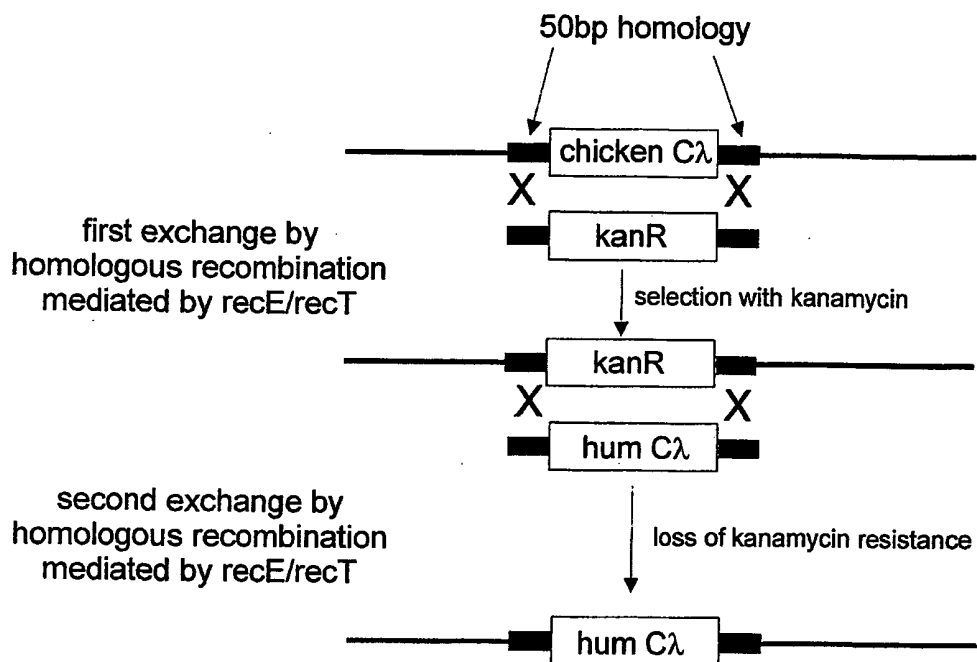 50bp homology
chicken Cλ
X X
first exchange by
homologous recombination
mediated by recE/recT
kanR
selection with kanamycin
kanR
X X
hum Cλ
second exchange by
homologous recombination
mediated by recE/recT
loss of kanamycin resistance
hum Cλ